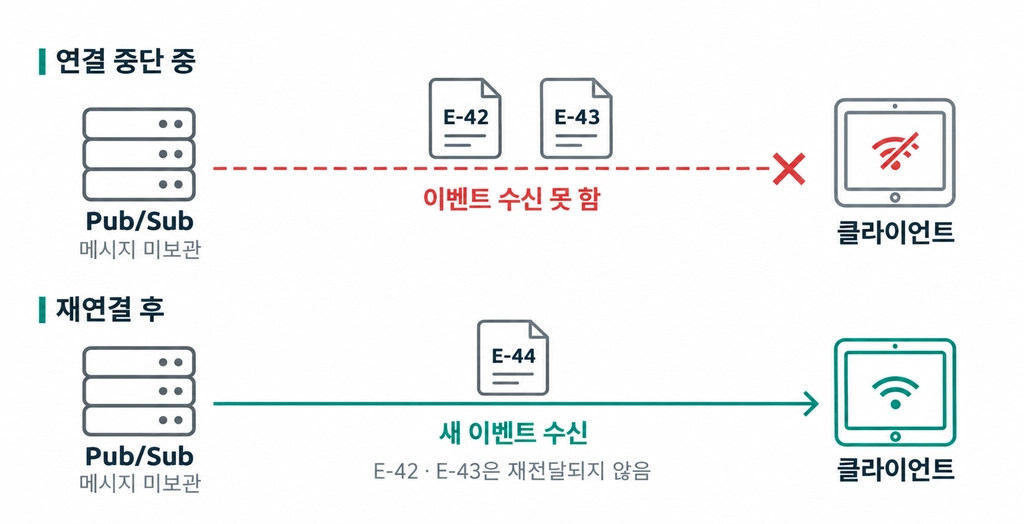 연결 중단 중
E-42
E-43
이벤트 수신 못 함
Pub/Sub
메시지 미보관
클라이언트
재연결 후
E-44
새 이벤트 수신
E-42 · E-43은 재전달되지 않음
Pub/Sub
메시지 미보관
클라이언트